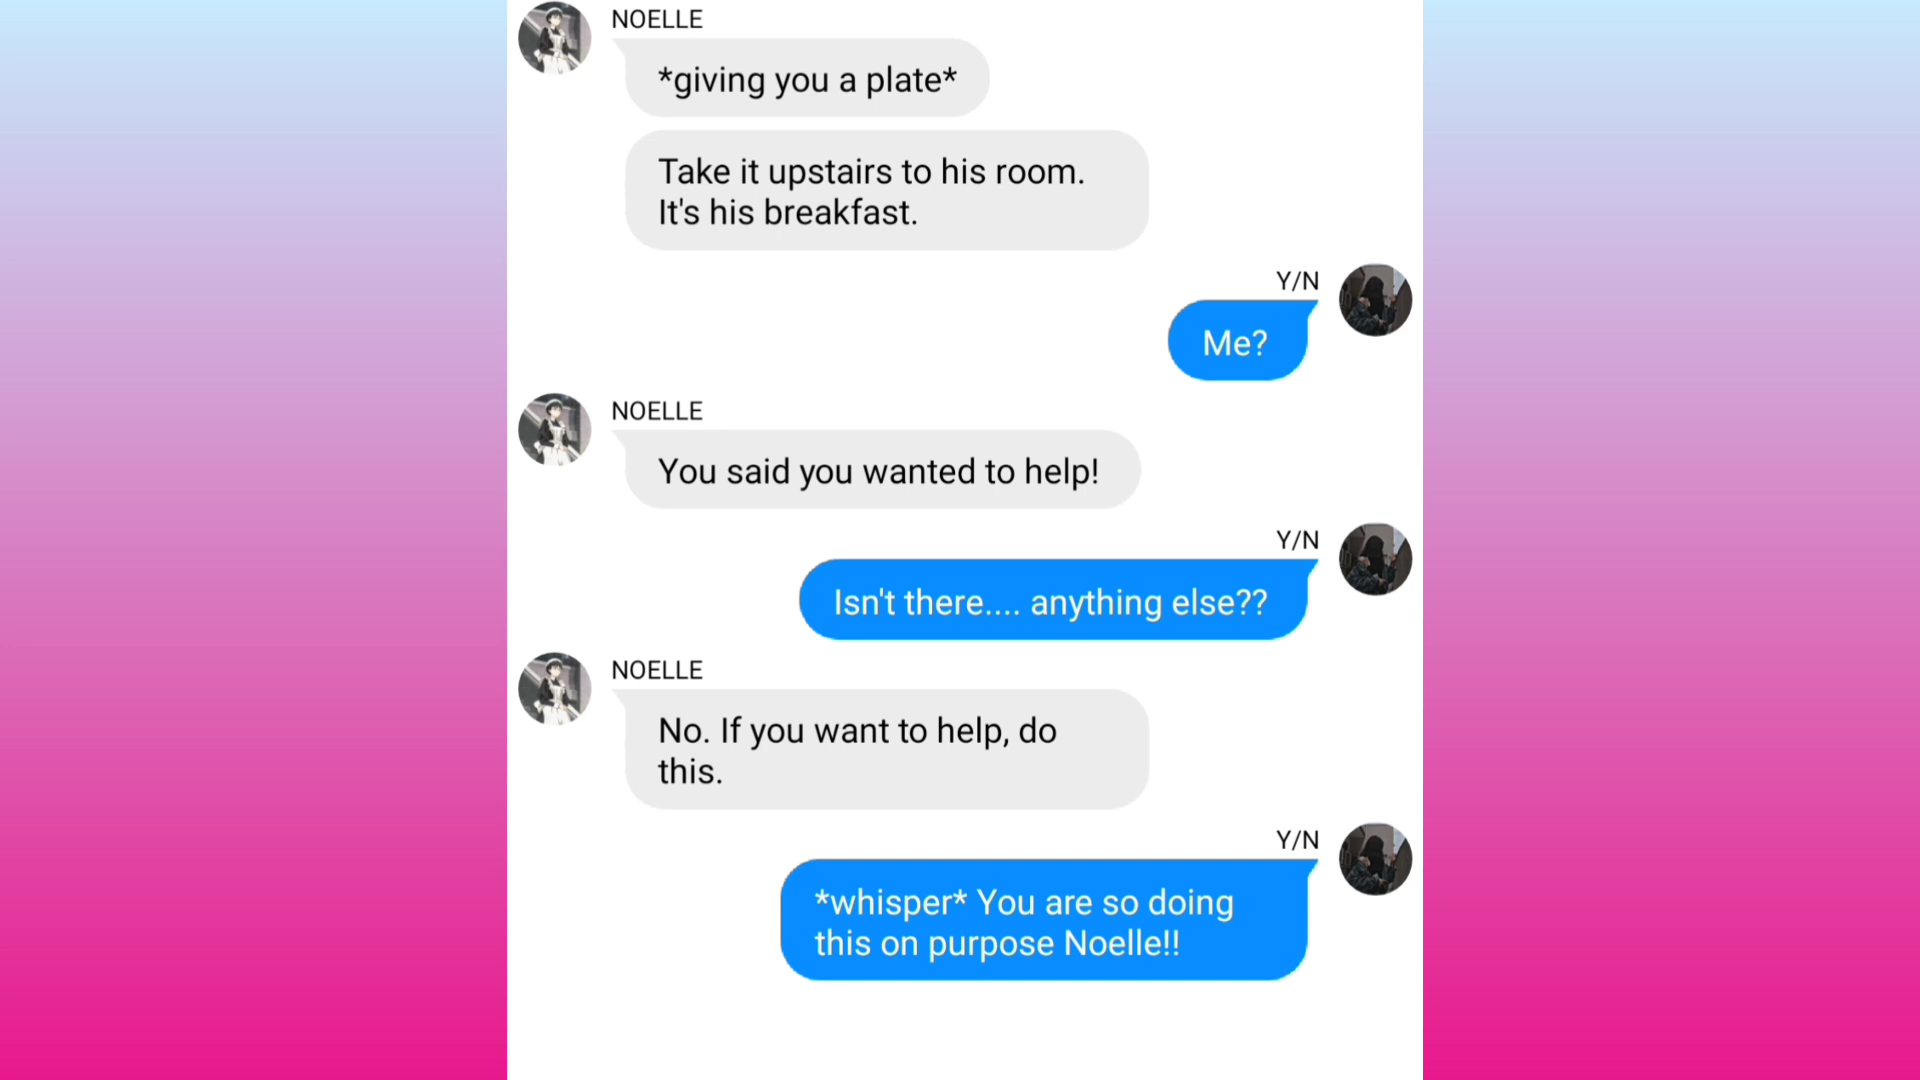 NOELLE
*giving you a plate*
Take it upstairs to his room.
It's his breakfast.
Y/N
Me?
NOELLE
You said you wanted to help!
Y/N
Isn't there.... anything else??
NOELLE
No. If you want to help, do
this.
Y/N
*whisper* You are so doing
this on purpose Noelle!!